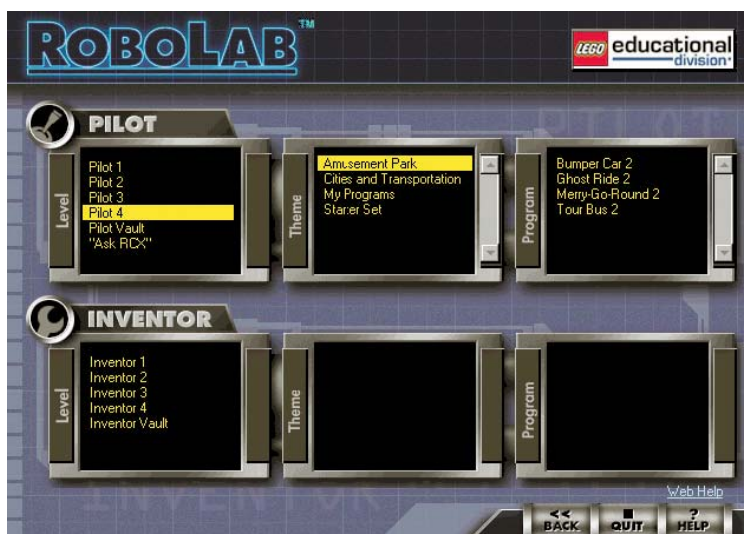 ROBOLAB™
LEGO educational
division
PILOT
Level
Pilot 1
Pilot 2
Pilot 3
Pilot 4
Pilot Vault
"Ask RCX"
Theme
Amusement Park
Cities and Transportation
My Programs
Starter Set
Program
Bumper Car 2
Ghost Ride 2
Merry-Go-Round 2
Tour Bus 2
INVENTOR
Level
Inventor 1
Inventor 2
Inventor 3
Inventor 4
Inventor Vault
Theme
Program
INVENTOR
Web Help
<< BACK
QUIT
? HELP